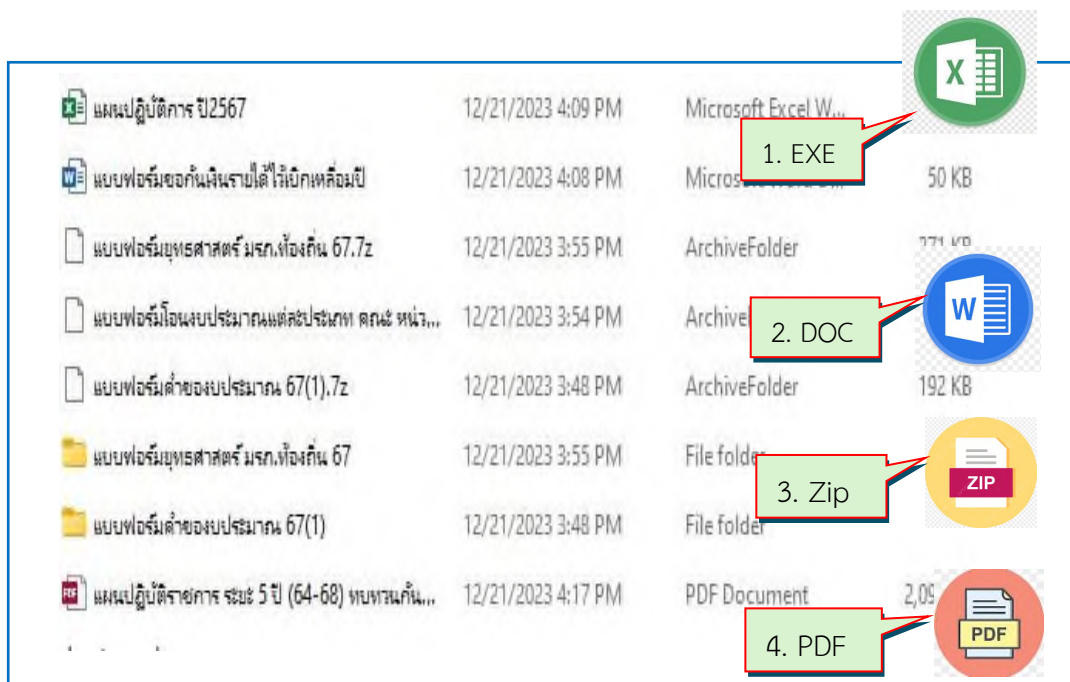 แผนปฏิบัติการ ปี2567 12/21/2023 4:09 PM Microsoft Excel W...
X
1. EXE
แบบฟอร์มขอกันเงินรายได้ไว้เบิกเหลื่อมปี 12/21/2023 4:08 PM 50 KB
แบบฟอร์มยุทธศาสตร์ มรภ.ท้องถิ่น 67.7z 12/21/2023 3:55 PM ArchiveFolder 271 KB
W
แบบฟอร์มโอนงบประมาณแต่ละประเภท คณะ หน่ว... 12/21/2023 3:54 PM
2. DOC
แบบฟอร์มคำของบประมาณ 67(1).7z 12/21/2023 3:48 PM ArchiveFolder 192 KB
แบบฟอร์มยุทธศาสตร์ มรภ.ท้องถิ่น 67 12/21/2023 3:55 PM File folder
3. Zip
ZIP
แบบฟอร์มคำของบประมาณ 67(1) 12/21/2023 3:48 PM File folder
แผนปฏิบัติราชการ ระยะ 5 ปี (64-68) ทบทวนกั้น... 12/21/2023 4:17 PM PDF Document 2,09
PDF
4. PDF